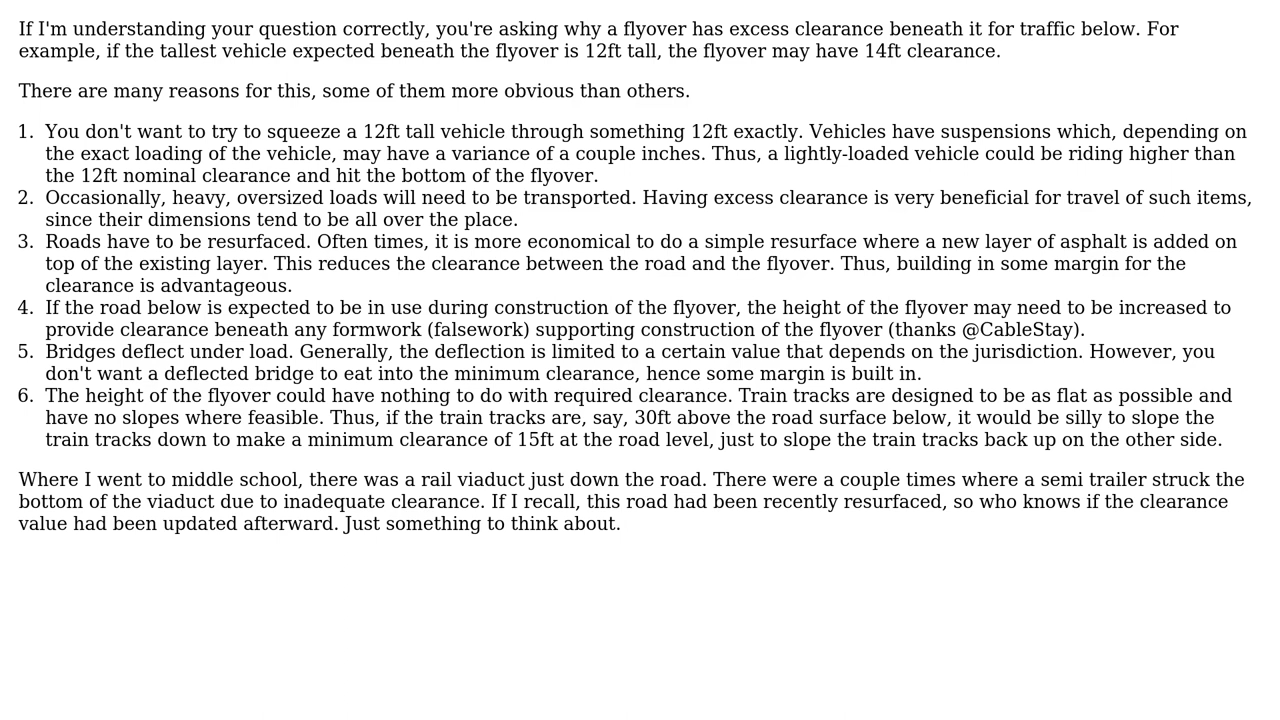 If I'm understanding your question correctly, you're asking why a flyover has excess clearance beneath it for traffic below. For
example, if the tallest vehicle expected beneath the flyover is 12ft tall, the flyover may have 14ft clearance.
There are many reasons for this, some of them more obvious than others.
1. You don't want to try to squeeze a 12ft tall vehicle through something 12ft exactly. Vehicles have suspensions which, depending on
the exact loading of the vehicle, may have a variance of a couple inches. Thus, a lightly-loaded vehicle could be riding higher than
the 12ft nominal clearance and hit the bottom of the flyover.
2. Occasionally, heavy, oversized loads will need to be transported. Having excess clearance is very beneficial for travel of such items,
since their dimensions tend to be all over the place.
3. Roads have to be resurfaced. Often times, it is more economical to do a simple resurface where a new layer of asphalt is added on
top of the existing layer. This reduces the clearance between the road and the flyover. Thus, building in some margin for the
clearance is advantageous.
4. If the road below is expected to be in use during construction of the flyover, the height of the flyover may need to be increased to
provide clearance beneath any formwork (falsework) supporting construction of the flyover (thanks @CableStay).
5. Bridges deflect under load. Generally, the deflection is limited to a certain value that depends on the jurisdiction. However, you
don't want a deflected bridge to eat into the minimum clearance, hence some margin is built in.
6. The height of the flyover could have nothing to do with required clearance. Train tracks are designed to be as flat as possible and
have no slopes where feasible. Thus, if the train tracks are, say, 30ft above the road surface below, it would be silly to slope the
train tracks down to make a minimum clearance of 15ft at the road level, just to slope the train tracks back up on the other side.
Where I went to middle school, there was a rail viaduct just down the road. There were a couple times where a semi trailer struck the
bottom of the viaduct due to inadequate clearance. If I recall, this road had been recently resurfaced, so who knows if the clearance
value had been updated afterward. Just something to think about.